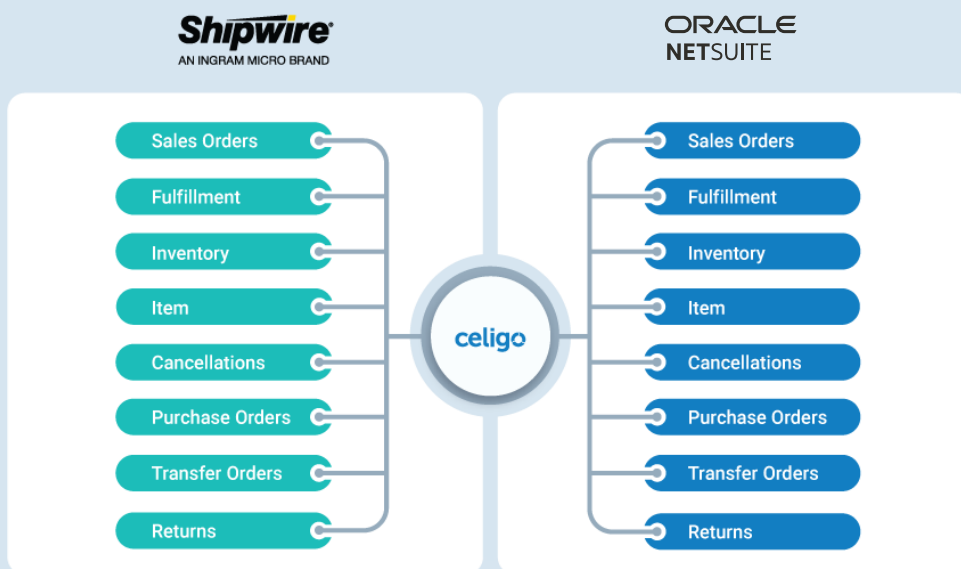 Shipwire®
AN INGRAM MICRO BRAND
ORACLE
NETSUITE
Sales Orders
Fulfillment
Inventory
Item
Cancellations
Purchase Orders
Transfer Orders
Returns
celigo
Sales Orders
Fulfillment
Inventory
Item
Cancellations
Purchase Orders
Transfer Orders
Returns